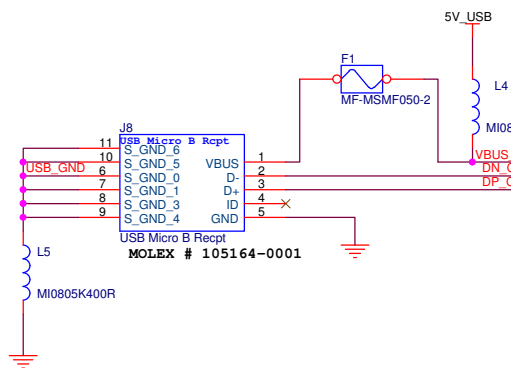 5V_USB
F1
L4
MF-MSMF050-2
MI08
J8
USB Micro B Rcpt
11 S_GND_6
10 S_GND_5 VBUS 1
USB_GND
6 S_GND_0 D- 2
7 S_GND_1 D+ 3
8 S_GND_3 ID 4
9 S_GND_4 GND 5
VBUS
DN_C
DP_C
USB Micro B Recpt
MOLEX # 105164-0001
L5
MI0805K400R